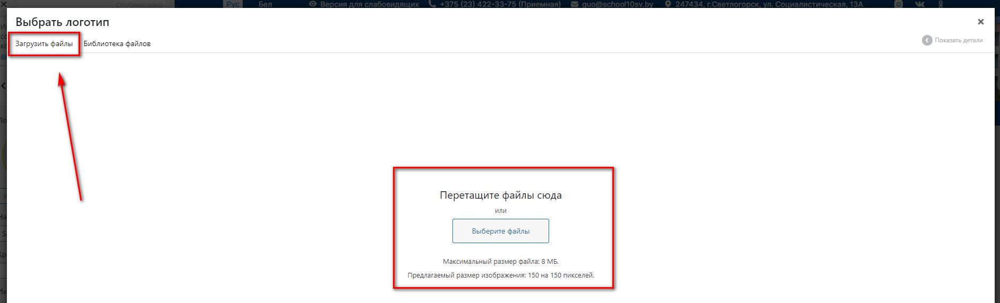 Опубликовано
Рус Бел Версия для слабовидящих +375 (23) 422-33-75 (Приемная) guo@school10sv.by 247434, г.Светлогорск, ул. Социалистическая, 13А
Выбрать логотип
Загрузить файлы Библиотека файлов
Показать детали
Перетащите файлы сюда
или
Выберите файлы
Максимальный размер файла: 8 МБ.
Предлагаемый размер изображения: 150 на 150 пикселей.